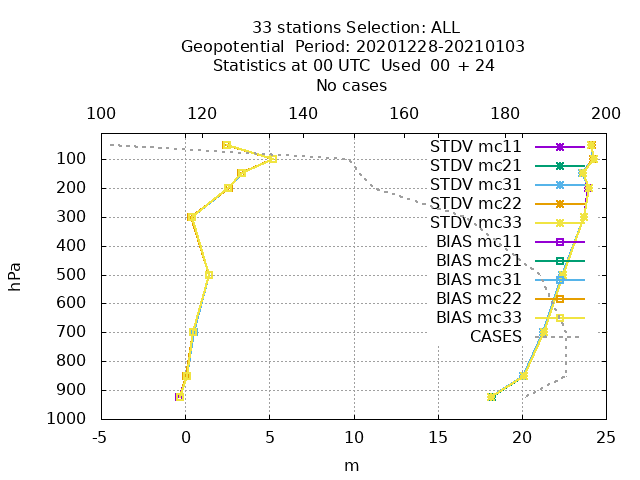 33 stations Selection: ALL
Geopotential  Period: 20201228-20210103
Statistics at 00 UTC  Used  00 + 24
No cases
100 120 140 160 180 200
STDV mc11
STDV mc21
STDV mc31
STDV mc22
STDV mc33
BIAS mc11
BIAS mc21
BIAS mc31
BIAS mc22
BIAS mc33
CASES
hPa
100
200
300
400
500
600
700
800
900
1000
-5 0 5 10 15 20 25
m